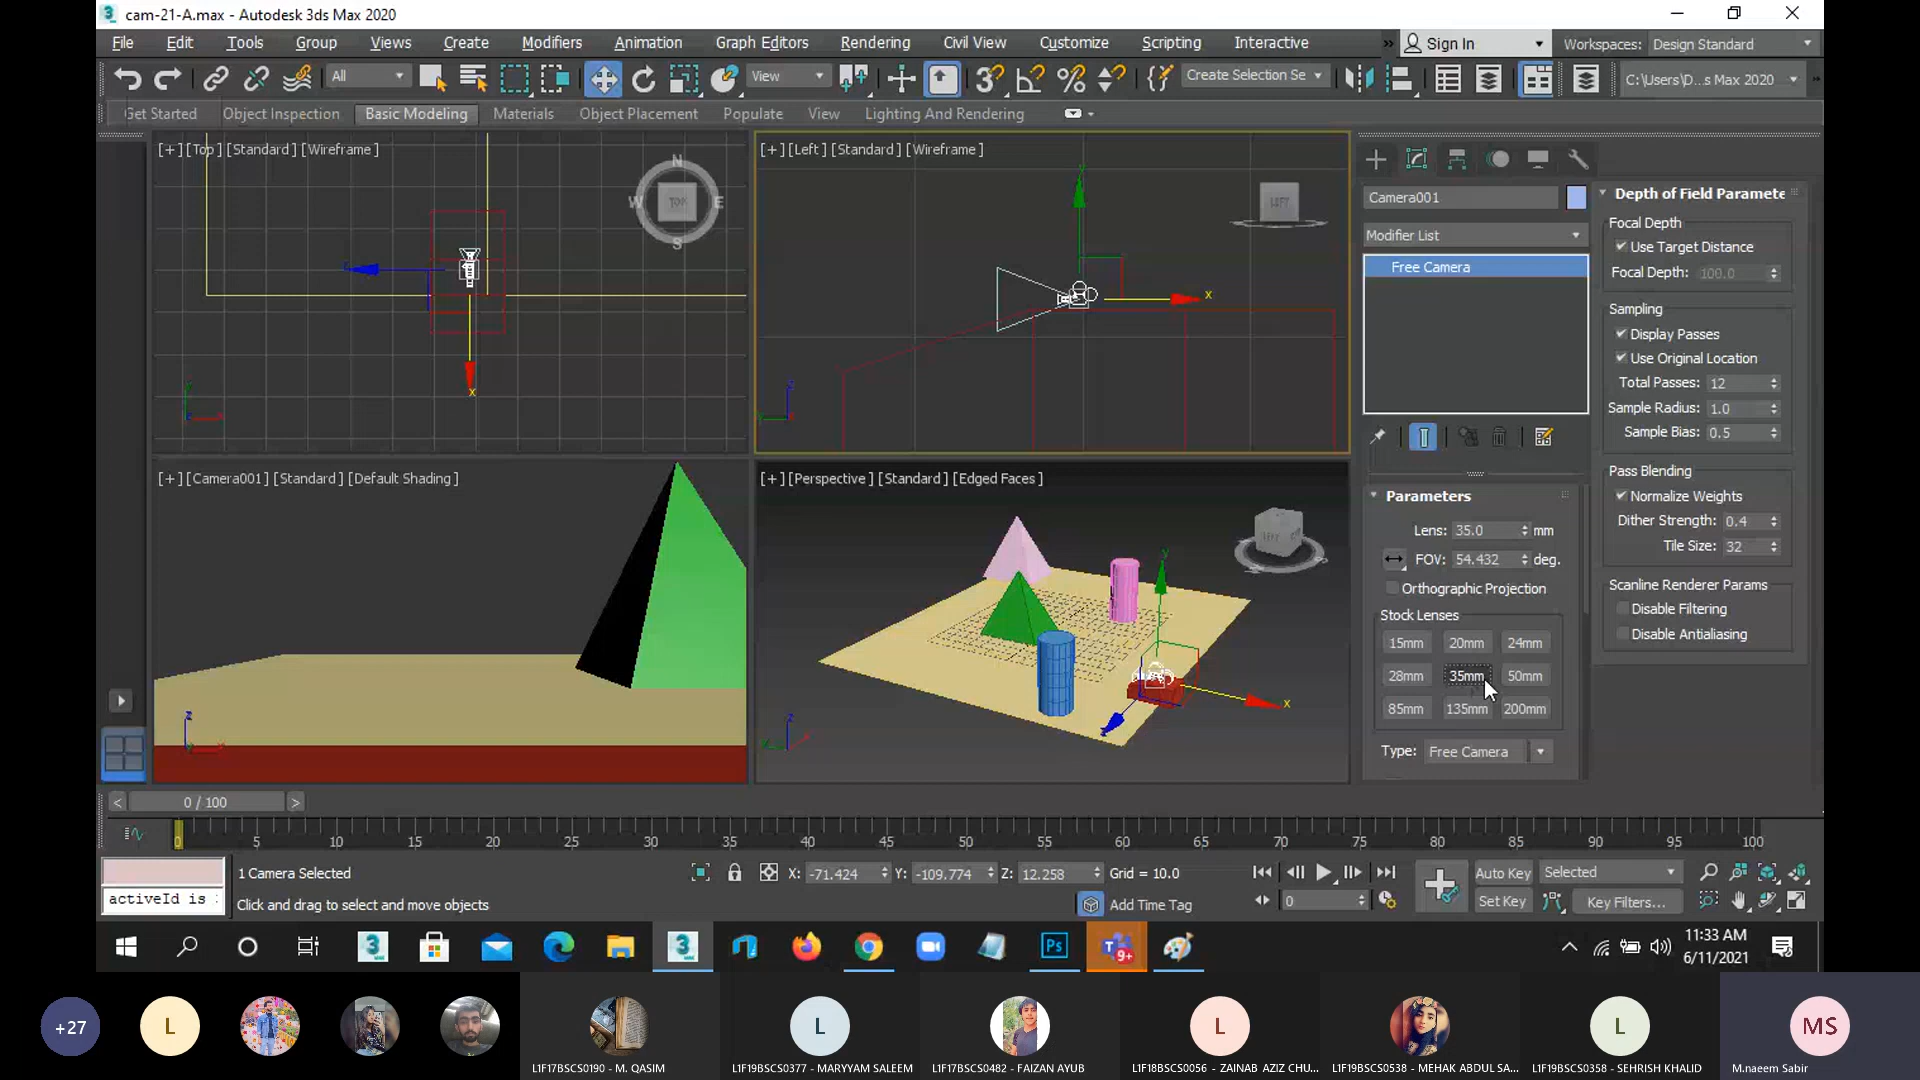 cam-21-A.max - Autodesk 3ds Max 2020
File Edit Tools Group Views Create Modifiers Animation Graph Editors Rendering Civil View Customize Scripting Interactive » Sign In Workspaces: Design Standard
All View Create Selection Se C:\Users\D...s Max 2020
Get Started Object Inspection Basic Modeling Materials Object Placement Populate View Lighting And Rendering
[+] [Top] [Standard] [Wireframe]
N
W TOP E
S
x
[+] [Left] [Standard] [Wireframe]
LEFT
y
x
z
[+] [Camera001] [Standard] [Default Shading]
z
[+] [Perspective] [Standard] [Edged Faces]
LEFT
y
x
z
Camera001
Modifier List
Free Camera
Parameters
Lens: 35.0 mm
FOV: 54.432 deg.
Orthographic Projection
Stock Lenses
15mm 20mm 24mm
28mm 35mm 50mm
85mm 135mm 200mm
Type: Free Camera
Depth of Field Paramete
Focal Depth
Use Target Distance
Focal Depth: 100.0
Sampling
Display Passes
Use Original Location
Total Passes: 12
Sample Radius: 1.0
Sample Bias: 0.5
Pass Blending
Normalize Weights
Dither Strength: 0.4
Tile Size: 32
Scanline Renderer Params
Disable Filtering
Disable Antialiasing
< 0 / 100 >
0 5 10 15 20 25 30 35 40 45 50 55 60 65 70 75 80 85 90 95 100
1 Camera Selected X: -71.424 Y: -109.774 Z: 12.258 Grid = 10.0 Auto Key Selected
activeId is Click and drag to select and move objects Add Time Tag 0 Set Key Key Filters...
3 3 Ps 9+ 11:33 AM
6/11/2021
+27 L L L L MS
L1F17BSCS0190 - M. QASIM L1F19BSCS0377 - MARYYAM SALEEM L1F17BSCS0482 - FAIZAN AYUB L1F18BSCS0056 - ZAINAB AZIZ CHU... L1F19BSCS0538 - MEHAK ABDUL SA... L1F19BSCS0358 - SEHRISH KHALID M.naeem Sabir